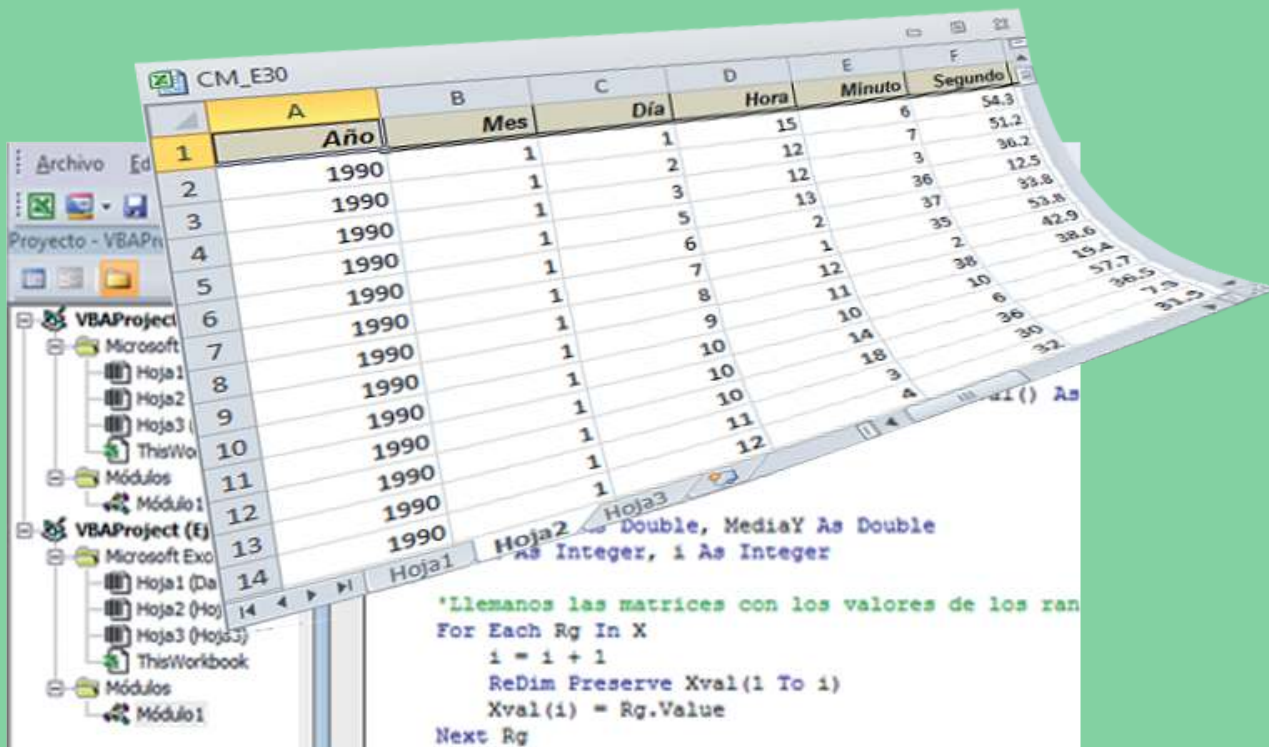 CM_E30
A B C D E F
1 Año Mes Día Hora Minuto Segundo
2 1990 1 1 15 6 54.3
3 1990 1 2 12 7 51.2
4 1990 1 3 12 3 36.2
5 1990 1 5 13 36 12.5
6 1990 1 6 2 37 33.8
7 1990 1 7 1 35 53.8
8 1990 1 8 12 2 42.9
9 1990 1 9 11 38 38.6
10 1990 1 10 10 10
11 1990 1 10 14 6 57.7
12 1990 1 10 18 36 36.5
13 1990 1 11 3 30
14 1990 1 12 4 32 31.5
Hoja1 Hoja2 Hoja3
Archivo Ed
Proyecto - VBAPr
VBAProject
Microsoft
Hoja1
Hoja2
Hoja3 (
ThisWo
Módulos
Módulo1
VBAProject (Ej
Microsoft Exc
Hoja1 (Da
Hoja2 (Hoj
Hoja3 (Hoja3)
ThisWorkbook
Módulos
Módulo1
() As
As Double, MediaY As Double
As Integer, i As Integer
'Llemanos las matrices con los valores de los ran
For Each Rg In X
i = i + 1
ReDim Preserve Xval(1 To i)
Xval(i) = Rg.Value
Next Rg